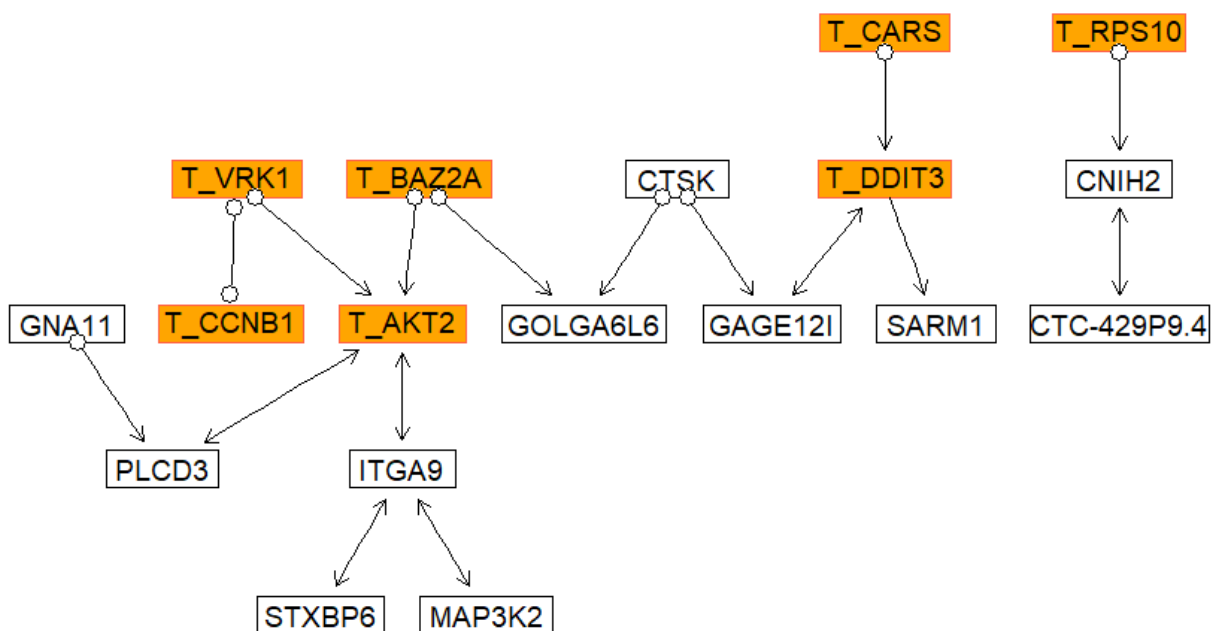 T_CARS
T_RPS10
T_VRK1
T_BAZ2A
CTSK
T_DDIT3
CNIH2
GNA11
T_CCNB1
T_AKT2
GOLGA6L6
GAGE12I
SARM1
CTC-429P9.4
PLCD3
ITGA9
STXBP6
MAP3K2